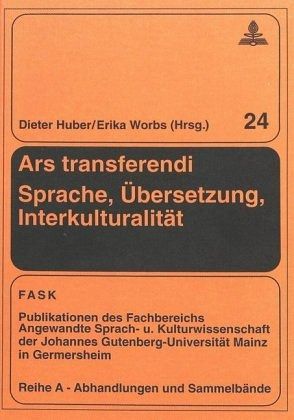 Dieter Huber/Erika Worbs (Hrsg.) 24
Ars transferendi
Sprache, Übersetzung,
Interkulturalität
FASK
Publikationen des Fachbereichs
Angewandte Sprach- u. Kulturwissenschaft
der Johannes Gutenberg-Universität Mainz
in Germersheim
Reihe A - Abhandlungen und Sammelbände